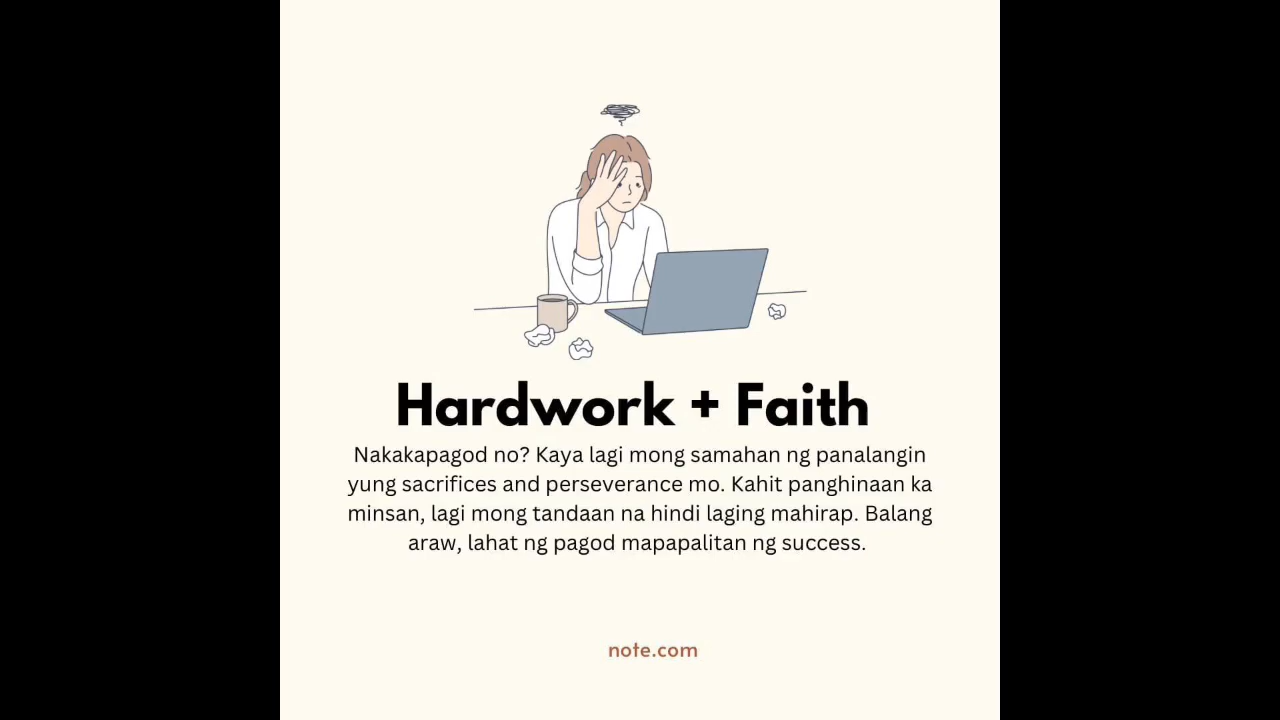 Hardwork + Faith
Nakakapagod no? Kaya lagi mong samahan ng panalangin
yung sacrifices and perseverance mo. Kahit panghinaan ka
minsan, lagi mong tandaan na hindi laging mahirap. Balang
araw, lahat ng pagod mapapalitan ng success.
note.com